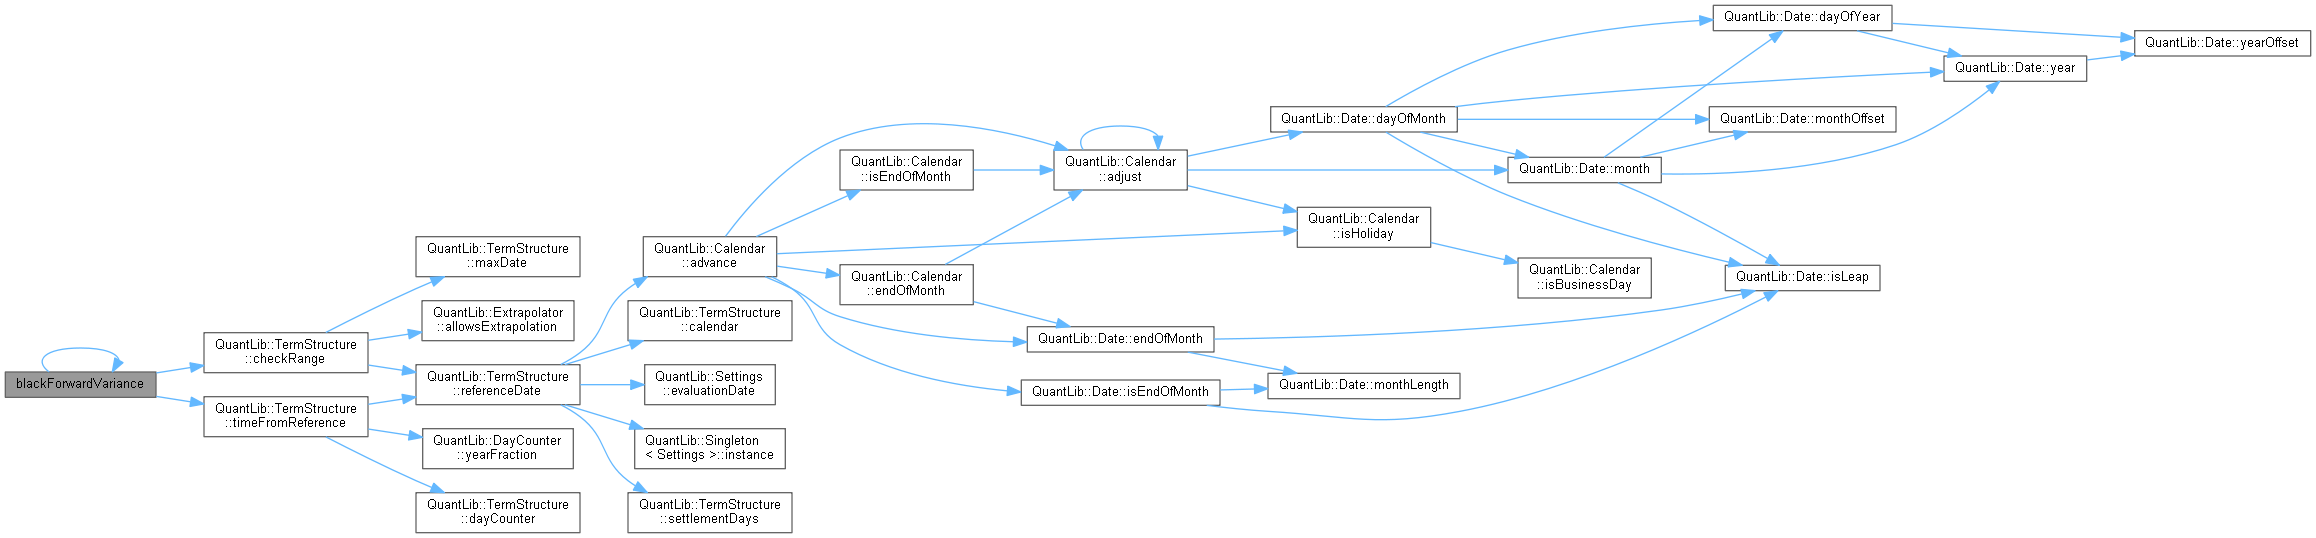 blackForwardVariance
QuantLib::TermStructure
::checkRange
QuantLib::TermStructure
::timeFromReference
QuantLib::TermStructure
::maxDate
QuantLib::Extrapolator
::allowsExtrapolation
QuantLib::TermStructure
::referenceDate
QuantLib::DayCounter
::yearFraction
QuantLib::TermStructure
::dayCounter
QuantLib::Calendar
::advance
QuantLib::TermStructure
::calendar
QuantLib::Settings
::evaluationDate
QuantLib::Singleton
< Settings >::instance
QuantLib::TermStructure
::settlementDays
QuantLib::Calendar
::isEndOfMonth
QuantLib::Calendar
::endOfMonth
QuantLib::Calendar
::adjust
QuantLib::Date::endOfMonth
QuantLib::Date::isEndOfMonth
QuantLib::Date::dayOfMonth
QuantLib::Calendar
::isHoliday
QuantLib::Date::monthLength
QuantLib::Date::month
QuantLib::Calendar
::isBusinessDay
QuantLib::Date::dayOfYear
QuantLib::Date::monthOffset
QuantLib::Date::isLeap
QuantLib::Date::year
QuantLib::Date::yearOffset